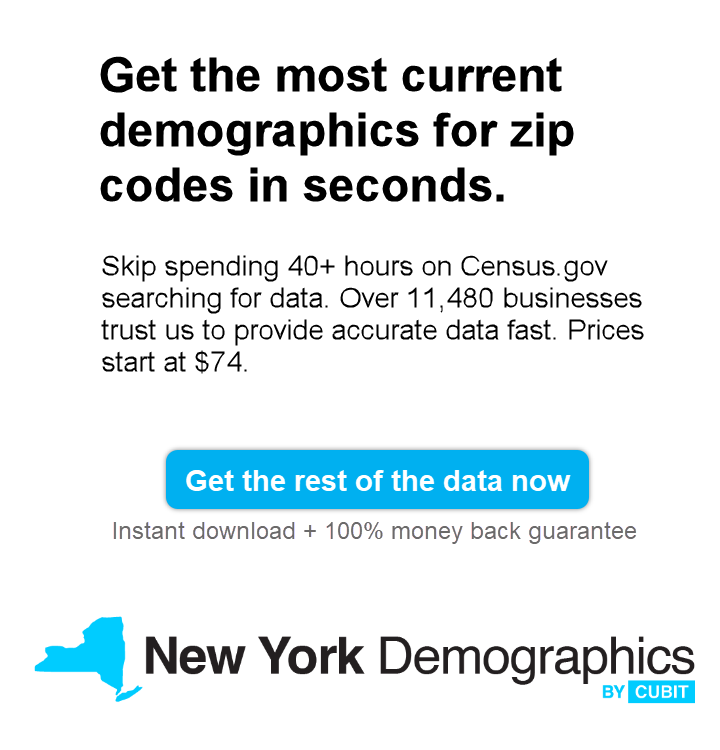 Get the most current
demographics for zip
codes in seconds.
Skip spending 40+ hours on Census.gov
searching for data. Over 11,480 businesses
trust us to provide accurate data fast. Prices
start at $74.
Get the rest of the data now
Instant download + 100% money back guarantee
New York Demographics
BY CUBIT